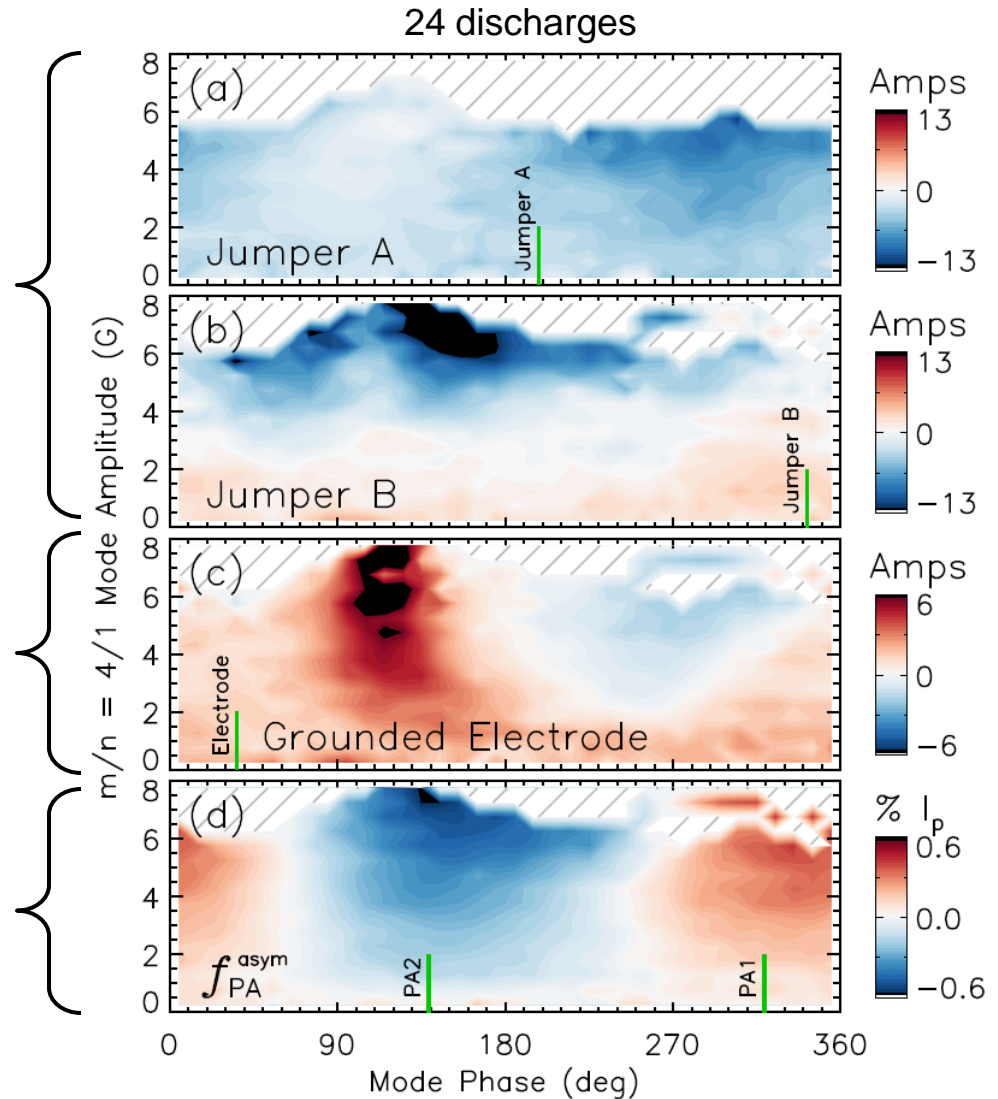 24 discharges
m/n = 4/1 Mode Amplitude (G)
8
6
4
2
0
(a)
Jumper A
Jumper A
Amps
13
0
−13
8
6
4
2
0
(b)
Jumper B
Jumper B
Amps
13
0
−13
8
6
4
2
0
(c)
Electrode
Grounded Electrode
Amps
6
0
−6
8
6
4
2
0
(d)
f PA asym
PA2
PA1
% Ip
0.6
0.0
−0.6
0 90 180 270 360
Mode Phase (deg)